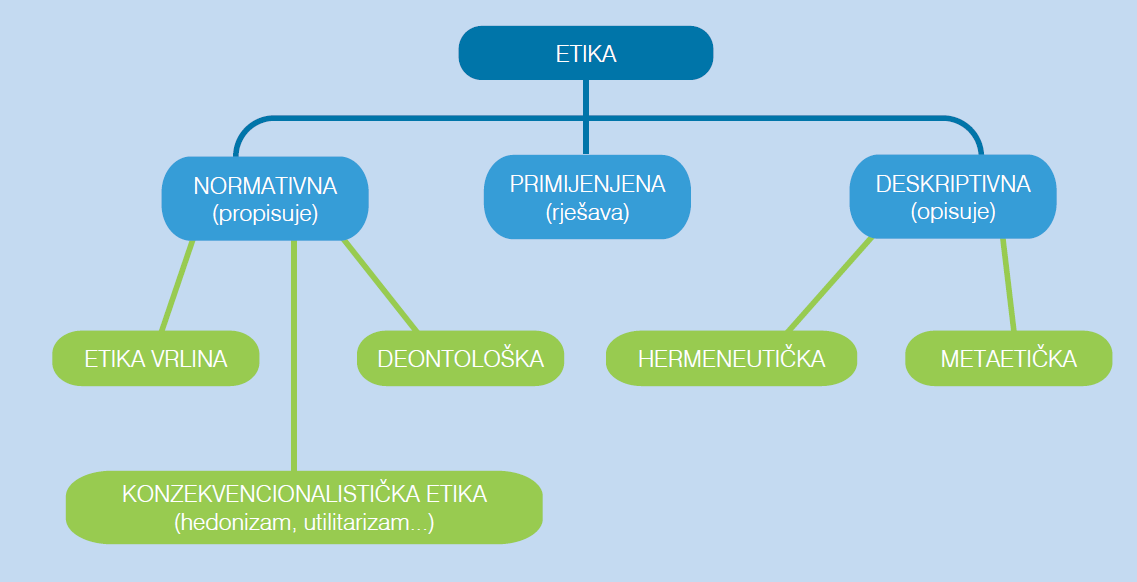 ETIKA
NORMATIVNA
(propisuje)
PRIMIJENJENA
(rješava)
DESKRIPTIVNA
(opisuje)
ETIKA VRLINA
DEONTOLOŠKA
HERMENEUTIČKA
METAETIČKA
KONZEKVENCIONALISTIČKA ETIKA
(hedonizam, utilitarizam...)